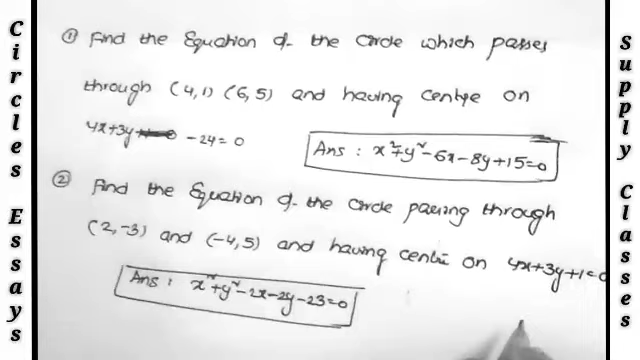 Circles Essays
① Find the Equation of the circle which passes
through (4,1) (6,5) and having centre on
4x+3y -24=0
Ans : x²+y²-6x-8y+15=0
② Find the Equation of the circle passing through
(2,-3) and (-4,5) and having centre on 4x+3y+1=0
Ans : x²+y²-2x-2y-23=0
Supply Classes